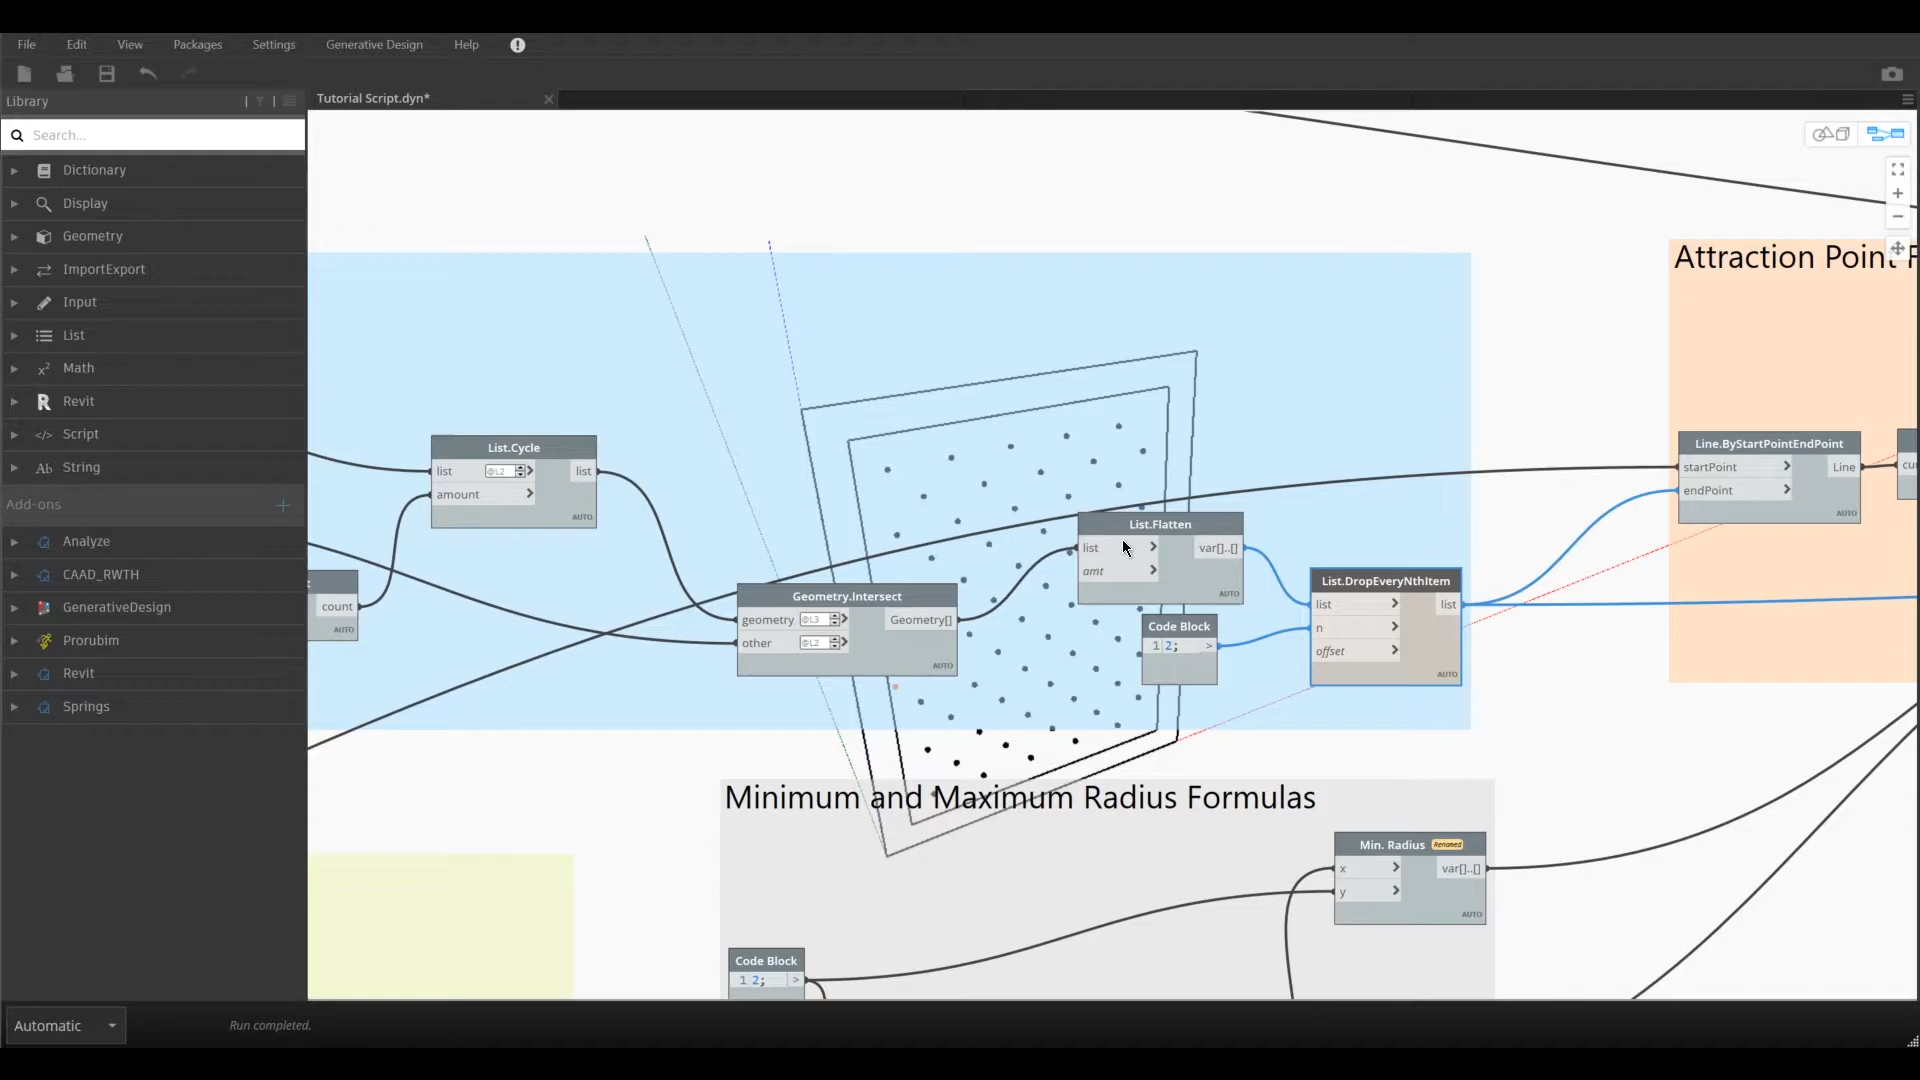 File Edit View Packages Settings Generative Design Help
Library
Tutorial Script.dyn*
Search...
Dictionary
Display
Geometry
ImportExport
Input
List
Math
Revit
Script
String
Add-ons
Analyze
CAAD_RWTH
GenerativeDesign
Prorubim
Revit
Springs
Attraction Point
List.Cycle
list @L2 list
amount
AUTO
count
AUTO
Geometry.Intersect
geometry @L3 Geometry[]
other @L2
AUTO
List.Flatten
list var[]..[]
amt
AUTO
Code Block
1 2; >
List.DropEveryNthItem
list list
n
offset
AUTO
Line.ByStartPointEndPoint
startPoint Line
endPoint
AUTO
Minimum and Maximum Radius Formulas
Min. Radius Renamed
x var[]..[]
y
AUTO
Code Block
1 2; >
Automatic
Run completed.